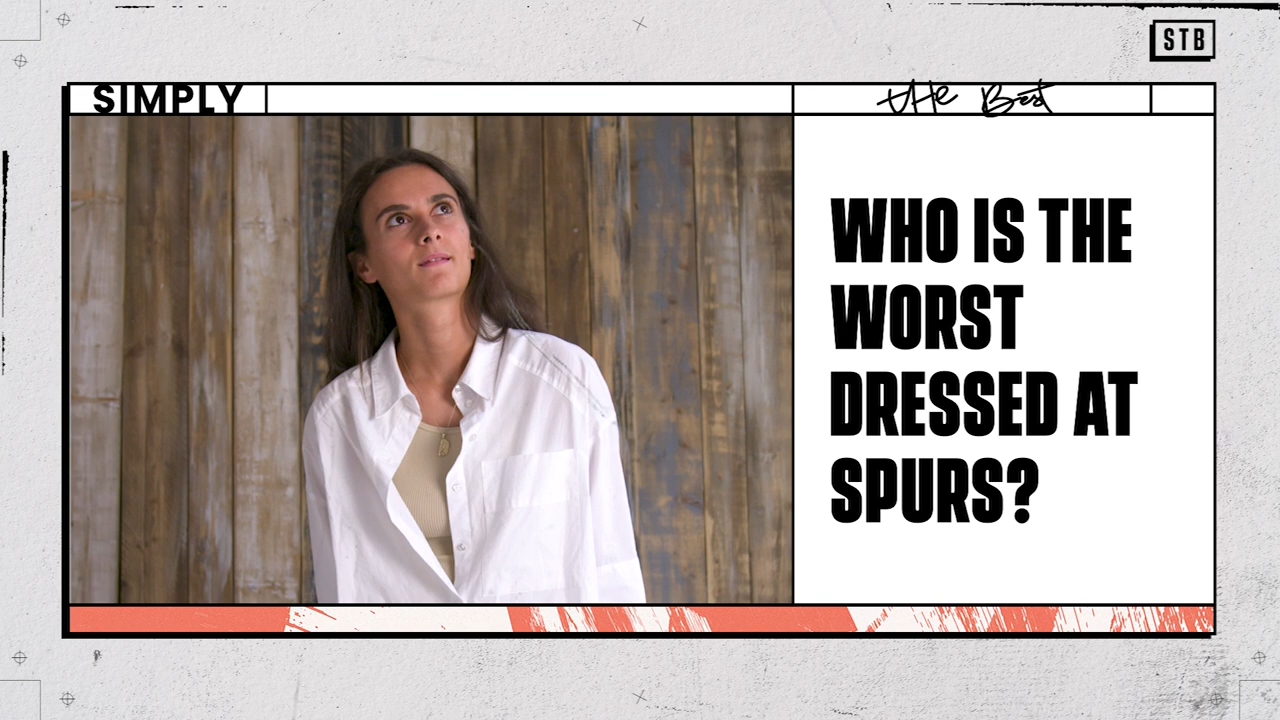 STB
SIMPLY
the Best
WHO IS THE
WORST
DRESSED AT
SPURS?